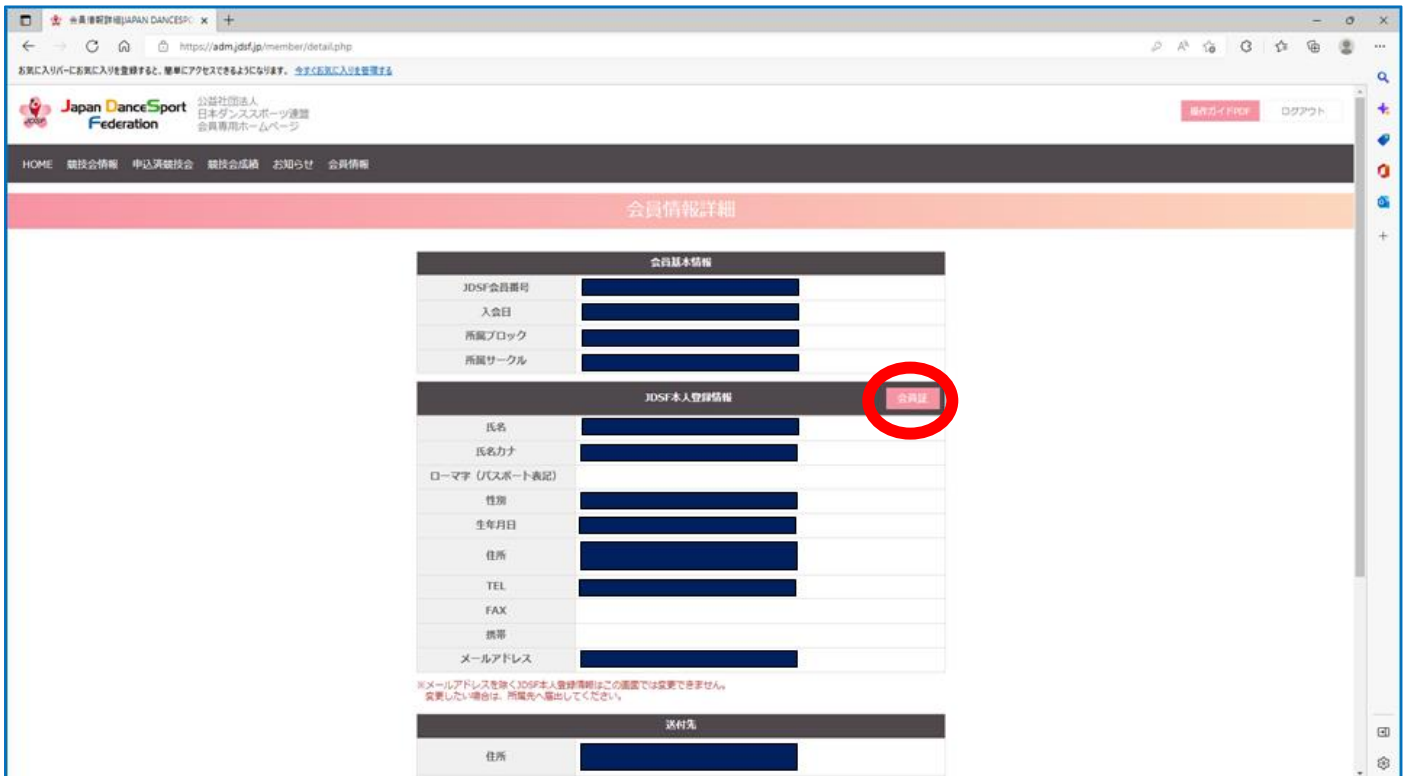 会員情報詳細|JAPAN DANCESPO
https://adm.jdsf.jp/member/detail.php
お気に入りバーにお気に入りを登録すると、簡単にアクセスできるようになります。 今すぐお気に入りを管理する
JDSF
Japan DanceSport
Federation
公益社団法人
日本ダンススポーツ連盟
会員専用ホームページ
操作ガイドPDF ログアウト
HOME 競技会情報 申込済競技会 競技会成績 お知らせ 会員情報
会員情報詳細
会員基本情報
JDSF会員番号
入会日
所属ブロック
所属サークル
JDSF本人登録情報 会員証
氏名
氏名カナ
ローマ字（パスポート表記）
性別
生年月日
住所
TEL
FAX
携帯
メールアドレス
※メールアドレスを除くJDSF本人登録情報はこの画面では変更できません。
変更したい場合は、所属先へ届出してください。
送付先
住所